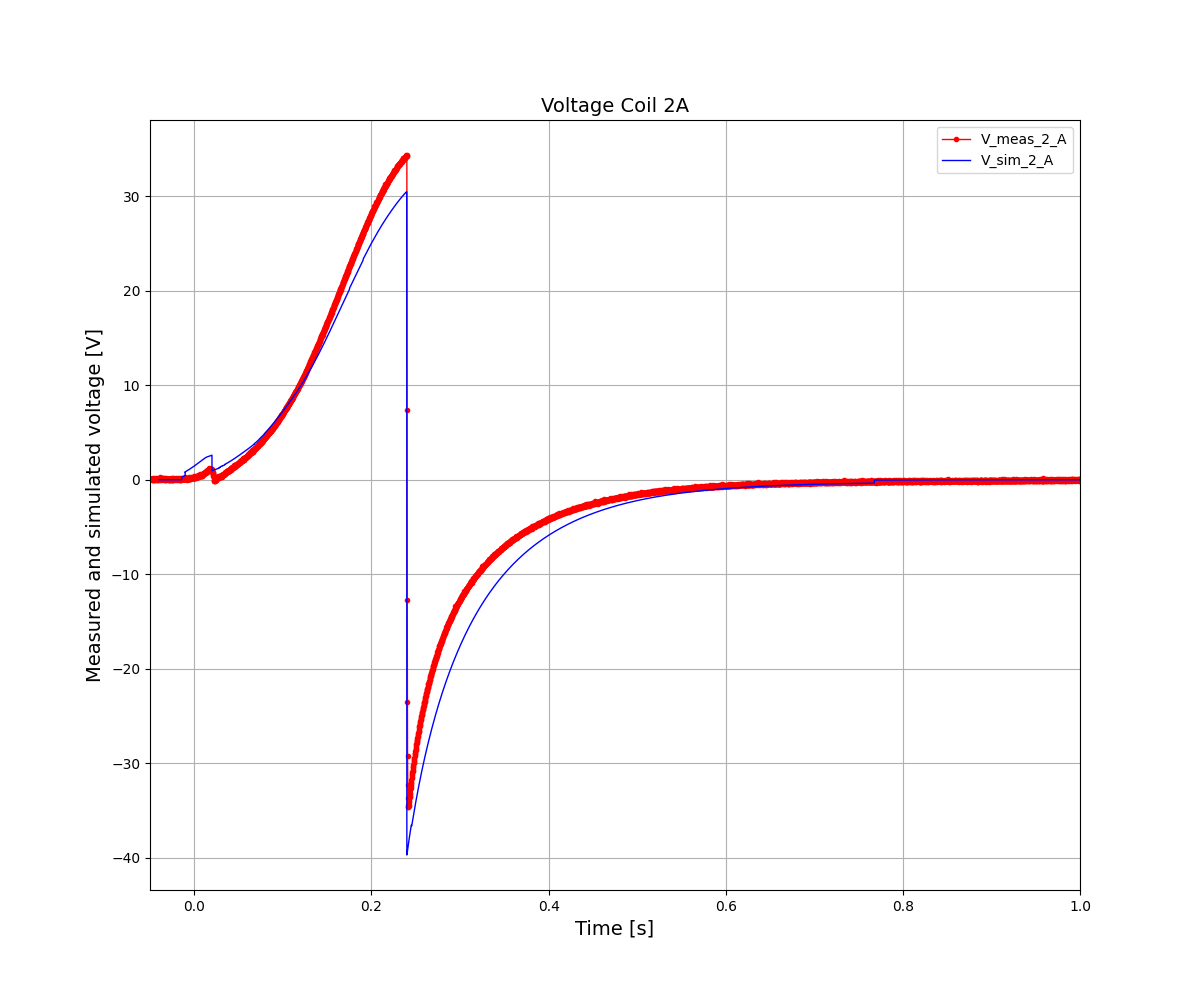 Voltage Coil 2A
V_meas_2_A
V_sim_2_A
Measured and simulated voltage [V]
30
20
10
0
−10
−20
−30
−40
0.0 0.2 0.4 0.6 0.8 1.0
Time [s]